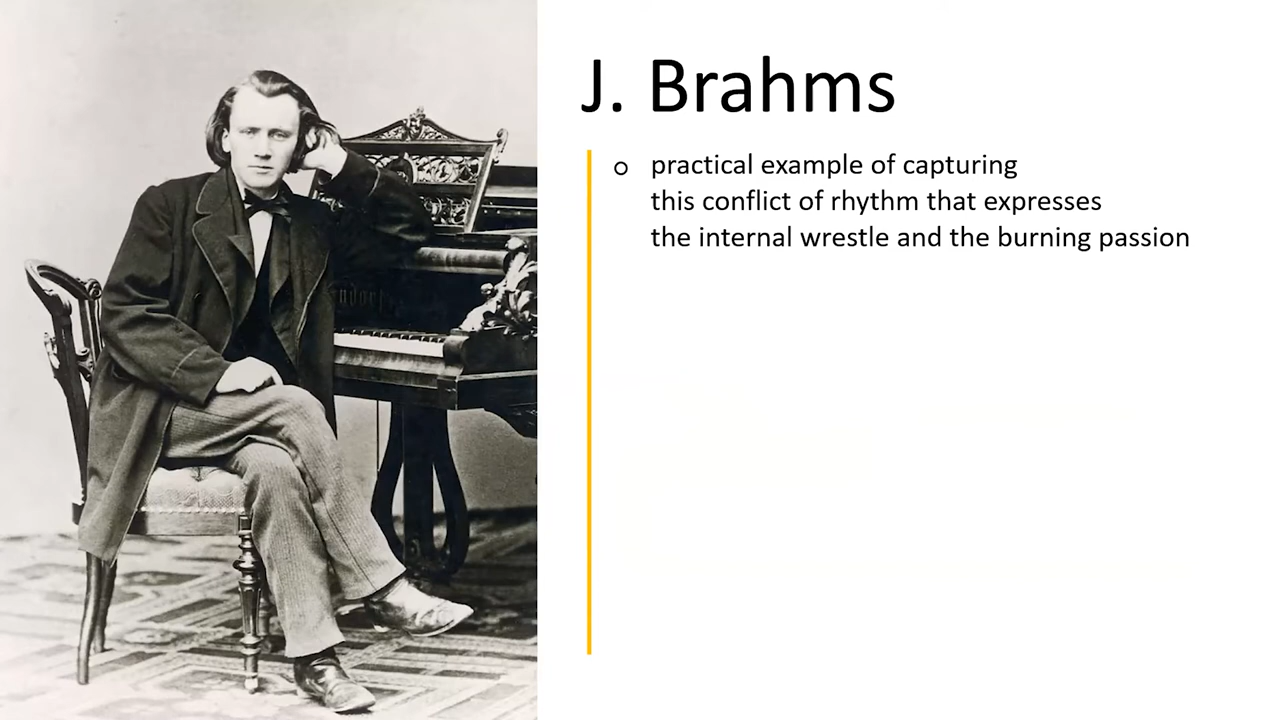 J. Brahms
practical example of capturing
this conflict of rhythm that expresses
the internal wrestle and the burning passion